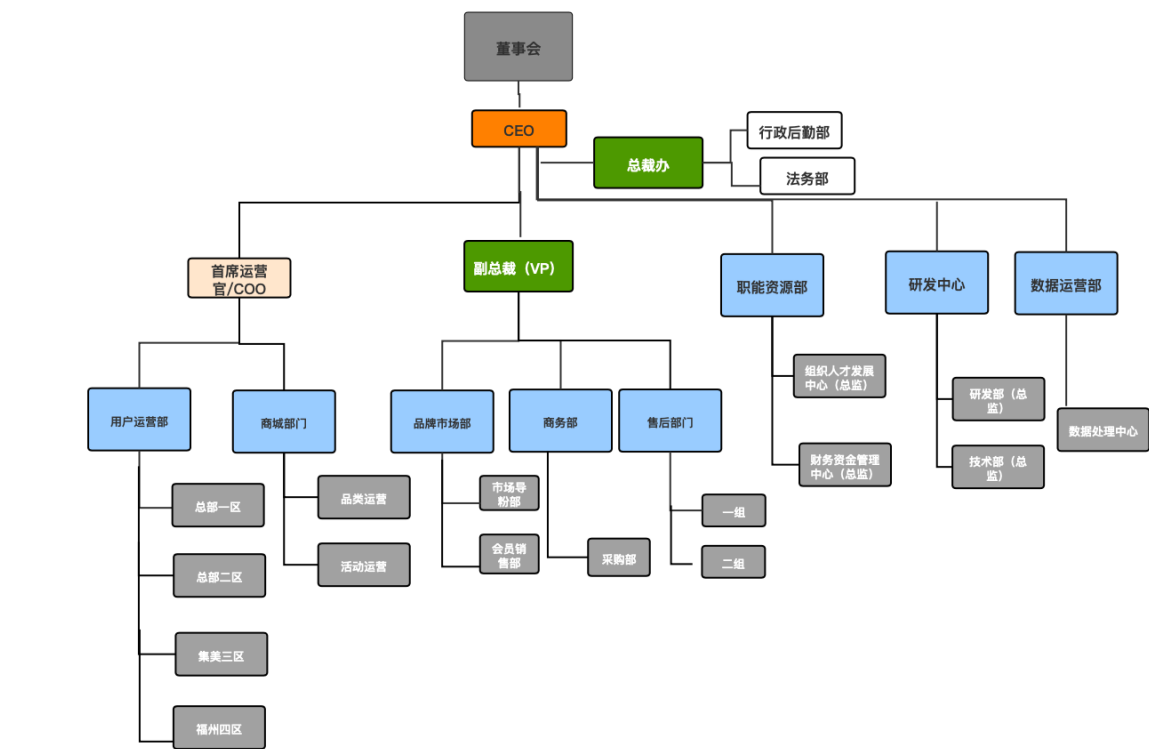 董事会
CEO
行政后勤部
总裁办
法务部
首席运营
官/COO
副总裁（VP）
职能资源部
研发中心
数据运营部
组织人才发展
中心（总监）
研发部（总
监）
用户运营部
商城部门
品牌市场部
商务部
售后部门
数据处理中心
财务资金管理
中心（总监）
技术部（总
监）
总部一区
品类运营
市场导
粉部
一组
总部二区
活动运营
会员销
售部
采购部
二组
集美三区
福州四区